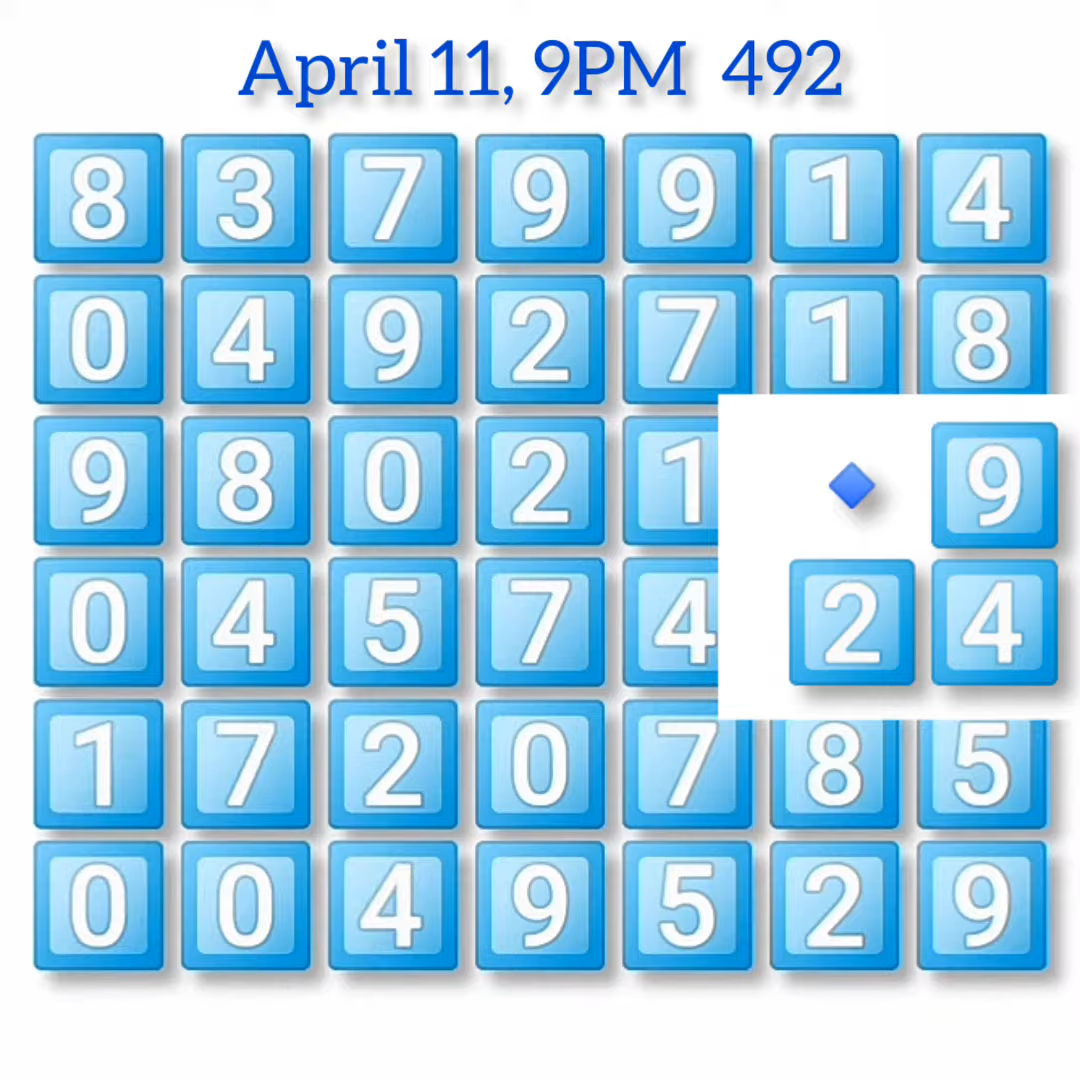 April 11, 9PM 492
8 3 7 9 9 1 4
0 4 9 2 7 1 8
9 8 0 2 1 9
0 4 5 7 4 2 4
1 7 2 0 7 8 5
0 0 4 9 5 2 9